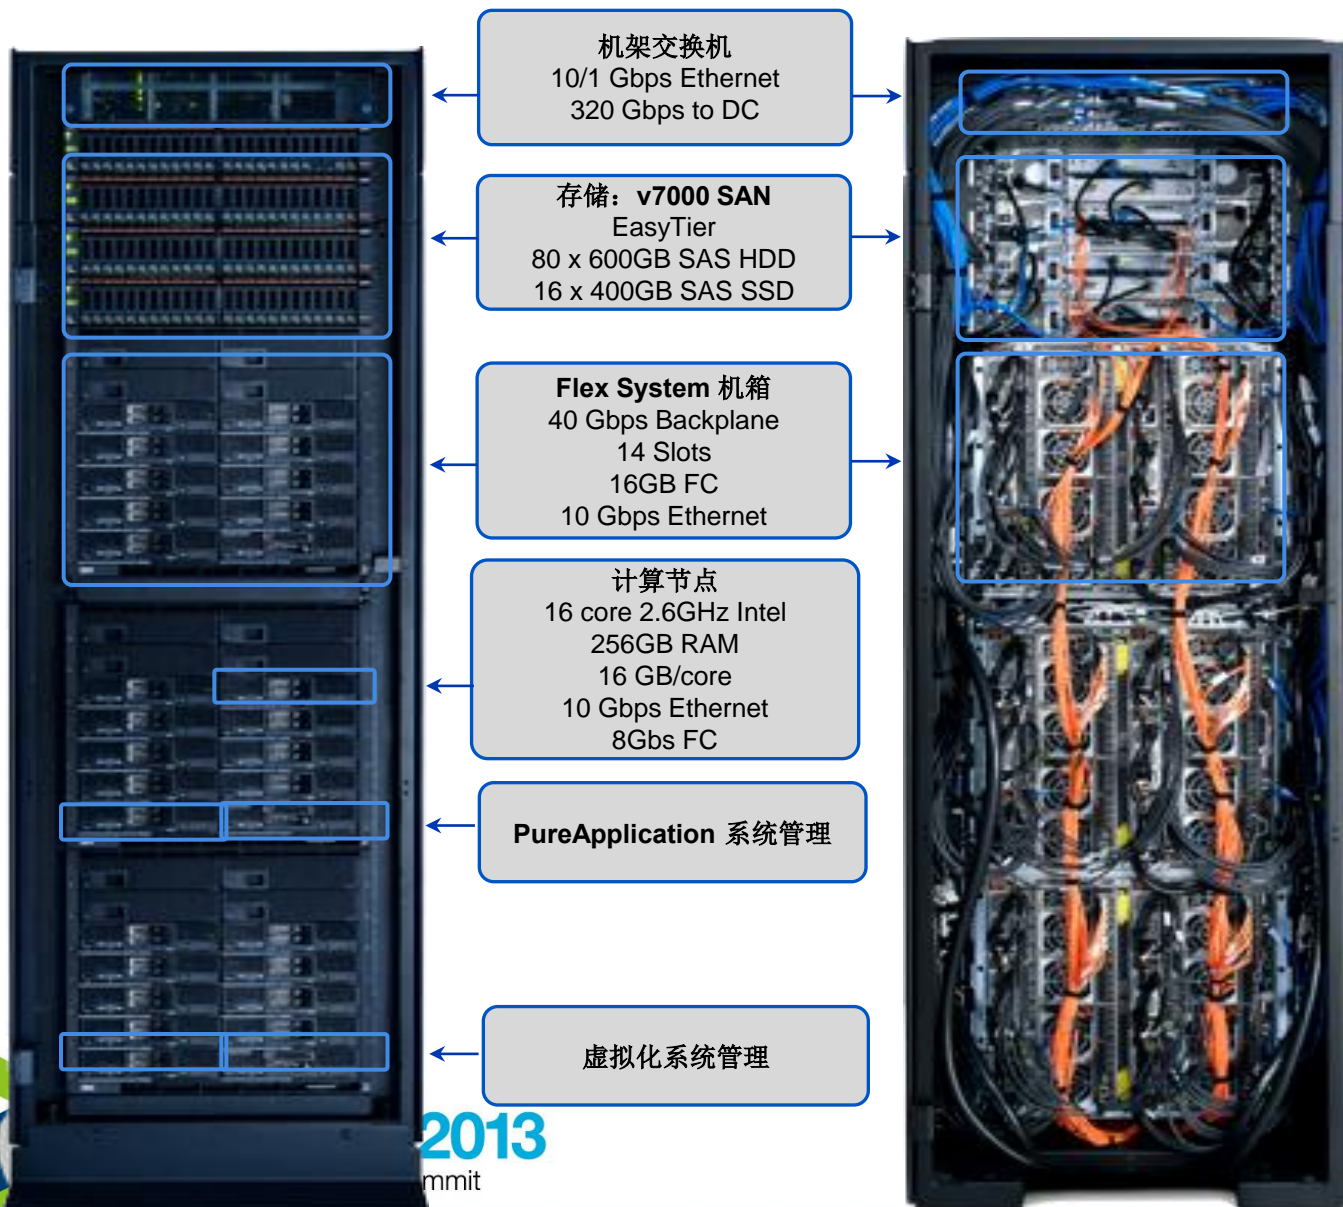 机架交换机
10/1 Gbps Ethernet
320 Gbps to DC
存储：v7000 SAN
EasyTier
80 x 600GB SAS HDD
16 x 400GB SAS SSD
Flex System 机箱
40 Gbps Backplane
14 Slots
16GB FC
10 Gbps Ethernet
计算节点
16 core 2.6GHz Intel
256GB RAM
16 GB/core
10 Gbps Ethernet
8Gbs FC
PureApplication 系统管理
虚拟化系统管理
2013
mmit